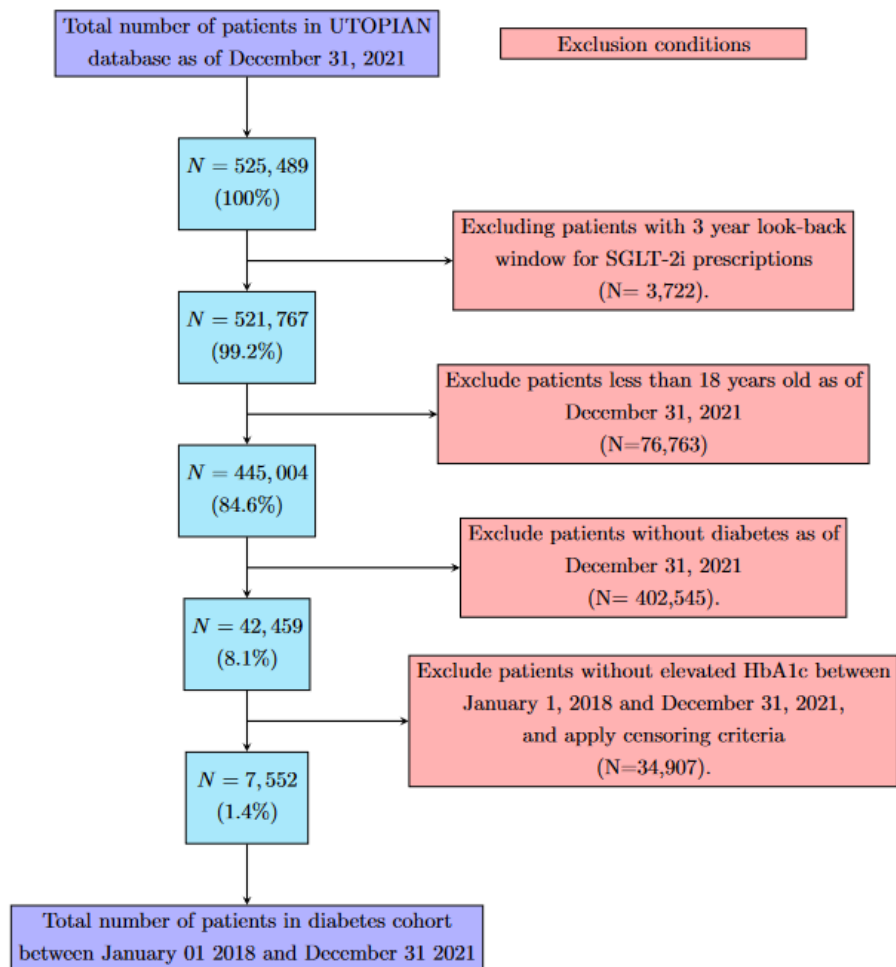 Total number of patients in UTOPIAN
database as of December 31, 2021
Exclusion conditions
N = 525, 489
(100%)
Excluding patients with 3 year look-back
window for SGLT-2i prescriptions
(N= 3,722).
N = 521, 767
(99.2%)
Exclude patients less than 18 years old as of
December 31, 2021
(N=76,763)
N = 445, 004
(84.6%)
Exclude patients without diabetes as of
December 31, 2021
(N= 402,545).
N = 42, 459
(8.1%)
Exclude patients without elevated HbA1c between
January 1, 2018 and December 31, 2021,
and apply censoring criteria
(N=34,907).
N = 7, 552
(1.4%)
Total number of patients in diabetes cohort
between January 01 2018 and December 31 2021